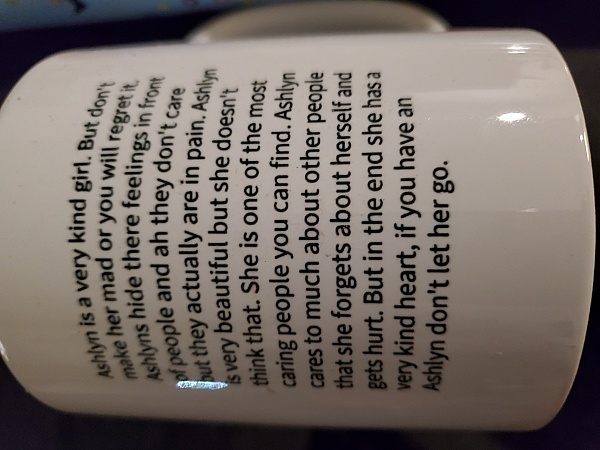 Ashlyn is a very kind girl. But don't
make her mad or you will regret it.
Ashlyns hide there feelings in front
of people and ah they don't care
but they actually are in pain. Ashlyn
is very beautiful but she doesn't
think that. She is one of the most
caring people you can find. Ashlyn
cares to much about other people
that she forgets about herself and
gets hurt. But in the end she has a
very kind heart, if you have an
Ashlyn don't let her go.